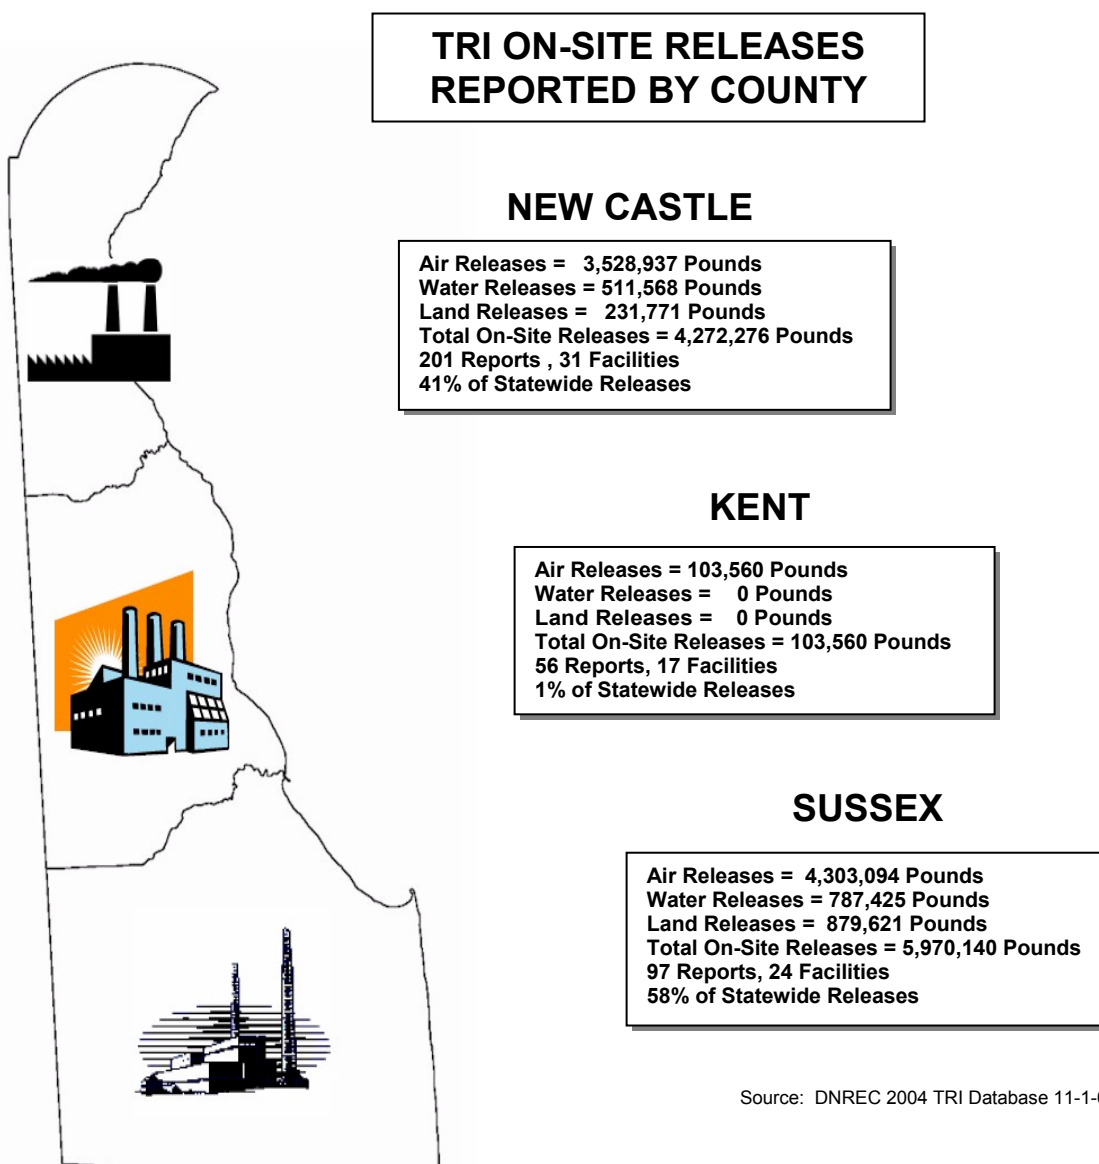 TRI ON-SITE RELEASES
REPORTED BY COUNTY
NEW CASTLE
Air Releases = 3,528,937 Pounds
Water Releases = 511,568 Pounds
Land Releases = 231,771 Pounds
Total On-Site Releases = 4,272,276 Pounds
201 Reports , 31 Facilities
41% of Statewide Releases
KENT
Air Releases = 103,560 Pounds
Water Releases = 0 Pounds
Land Releases = 0 Pounds
Total On-Site Releases = 103,560 Pounds
56 Reports, 17 Facilities
1% of Statewide Releases
SUSSEX
Air Releases = 4,303,094 Pounds
Water Releases = 787,425 Pounds
Land Releases = 879,621 Pounds
Total On-Site Releases = 5,970,140 Pounds
97 Reports, 24 Facilities
58% of Statewide Releases
Source: DNREC 2004 TRI Database